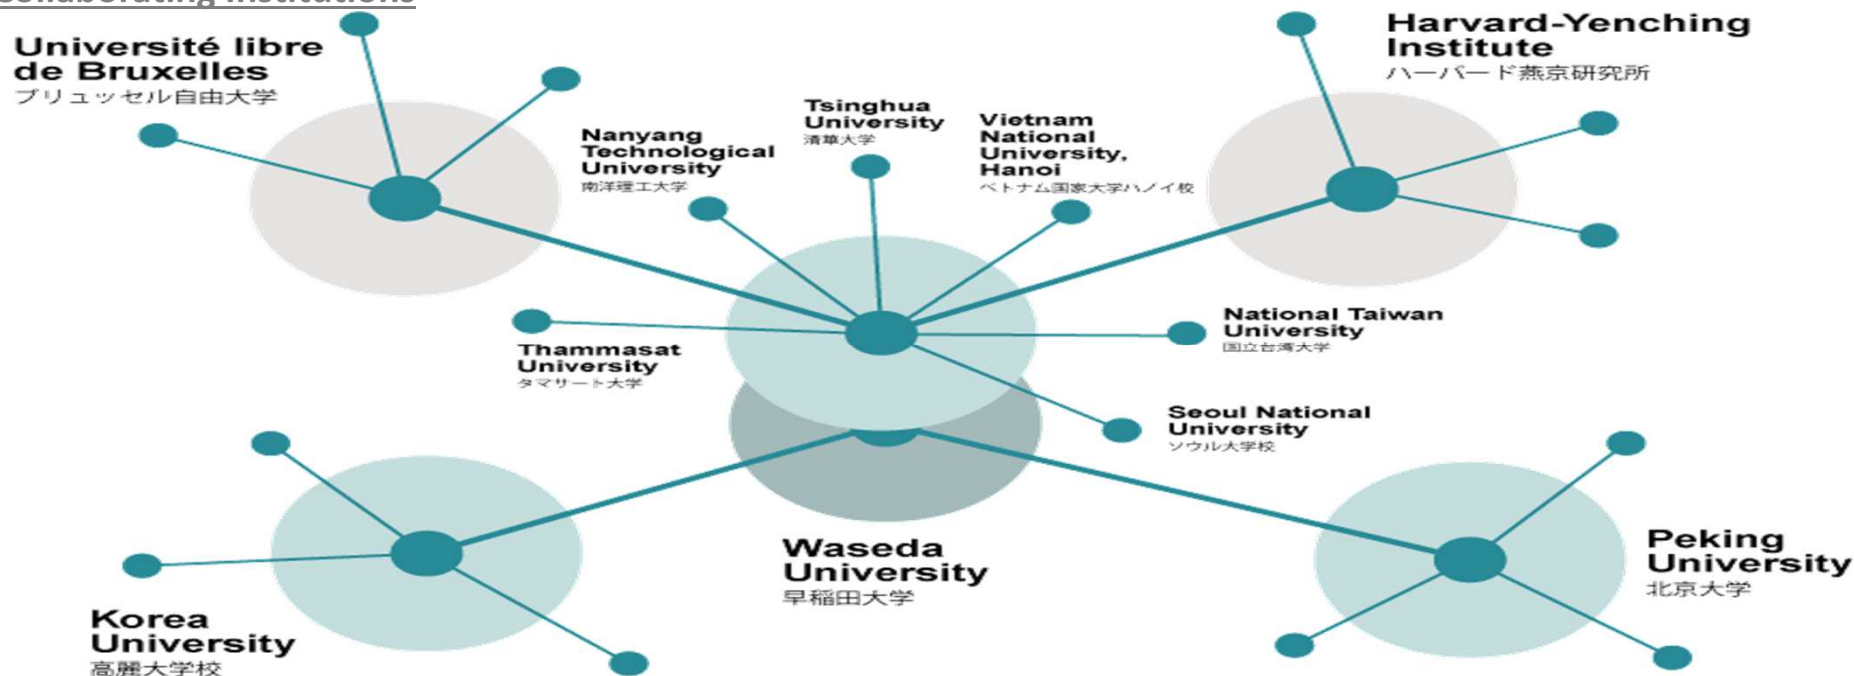 Collaborating Institutions
Université libre
de Bruxelles
ブリュッセル自由大学
Harvard-Yenching
Institute
ハーバード燕京研究所
Nanyang
Technological
University
南洋理工大学
Tsinghua
University
清華大学
Vietnam
National
University,
Hanoi
ベトナム国家大学ハノイ校
Thammasat
University
タマサート大学
National Taiwan
University
国立台湾大学
Seoul National
University
ソウル大学校
Waseda
University
早稲田大学
Korea
University
高麗大学校
Peking
University
北京大学